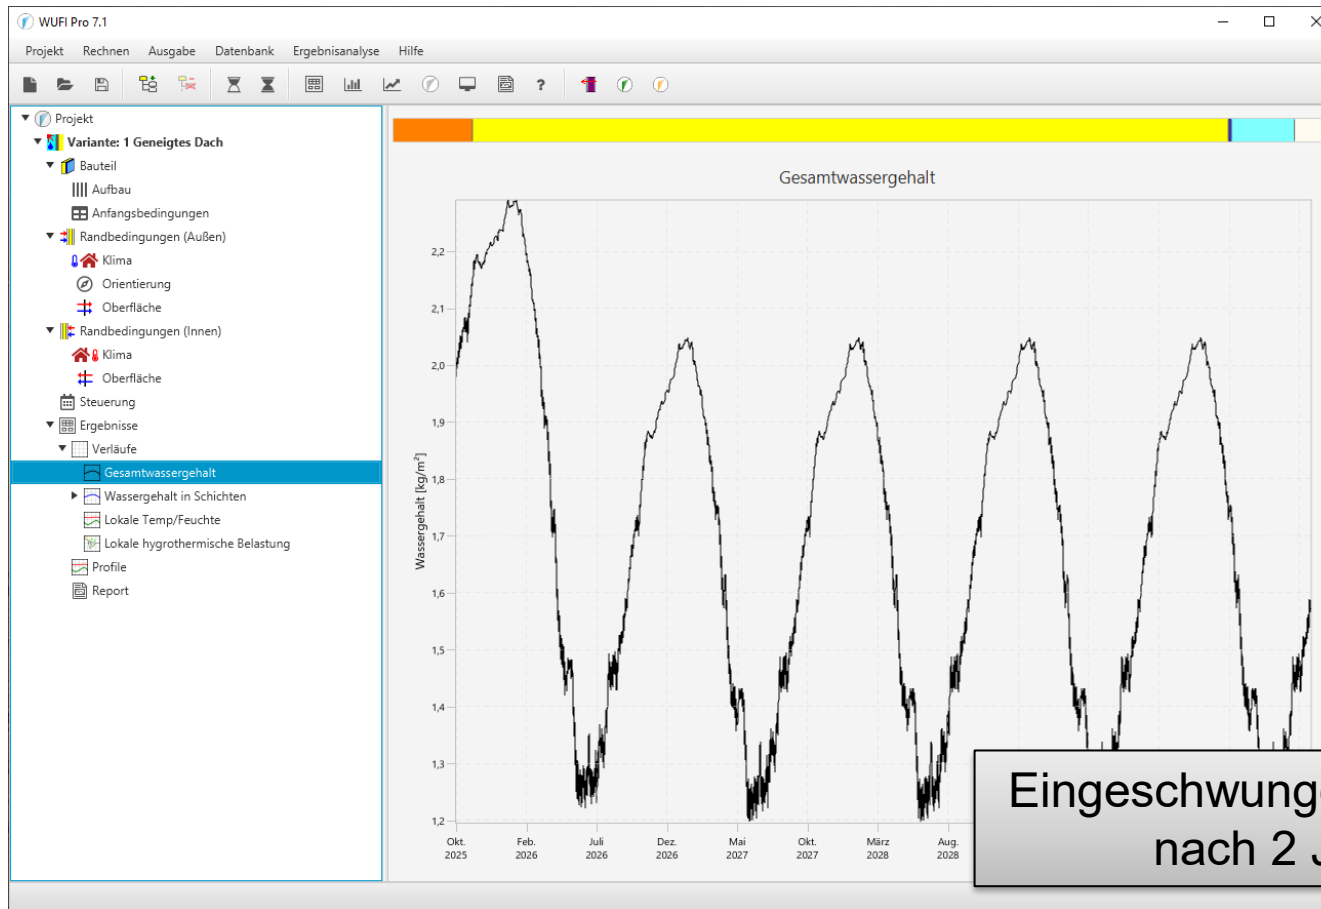 WUFI Pro 7.1
Projekt Rechnen Ausgabe Datenbank Ergebnisanalyse Hilfe
?
Projekt
Variante: 1 Geneigtes Dach
Bauteil
Aufbau
Anfangsbedingungen
Randbedingungen (Außen)
Klima
Orientierung
Oberfläche
Randbedingungen (Innen)
Klima
Oberfläche
Steuerung
Ergebnisse
Verläufe
Gesamtwassergehalt
Wassergehalt in Schichten
Lokale Temp/Feuchte
Lokale hygrothermische Belastung
Profile
Report
Gesamtwassergehalt
Wassergehalt [kg/m²]
2,2
2,1
2,0
1,9
1,8
1,7
1,6
1,5
1,4
1,3
1,2
Okt. Feb. Juli Dez. Mai Okt. März Aug.
2025 2026 2026 2026 2027 2027 2028 2028
Eingeschwung
nach 2 J